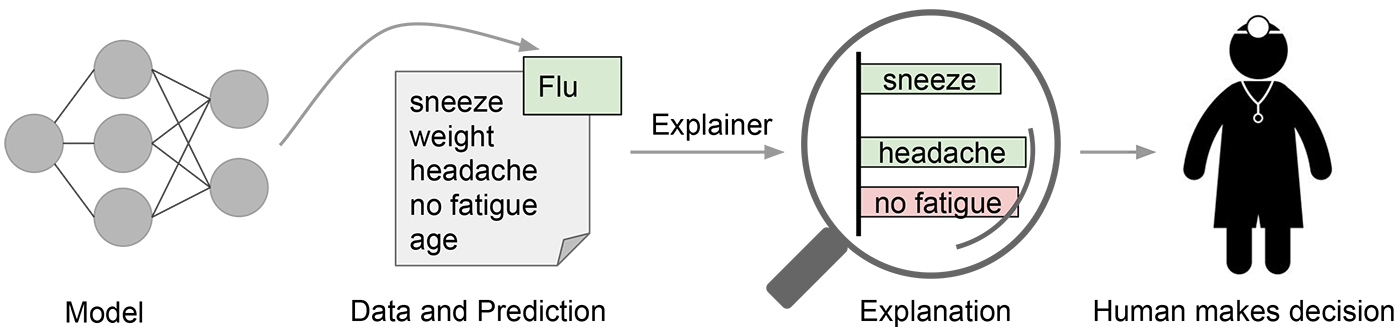 Flu
sneeze
weight
headache
no fatigue
age
Explainer
sneeze
headache
no fatigue
Model
Data and Prediction
Explanation
Human makes decision